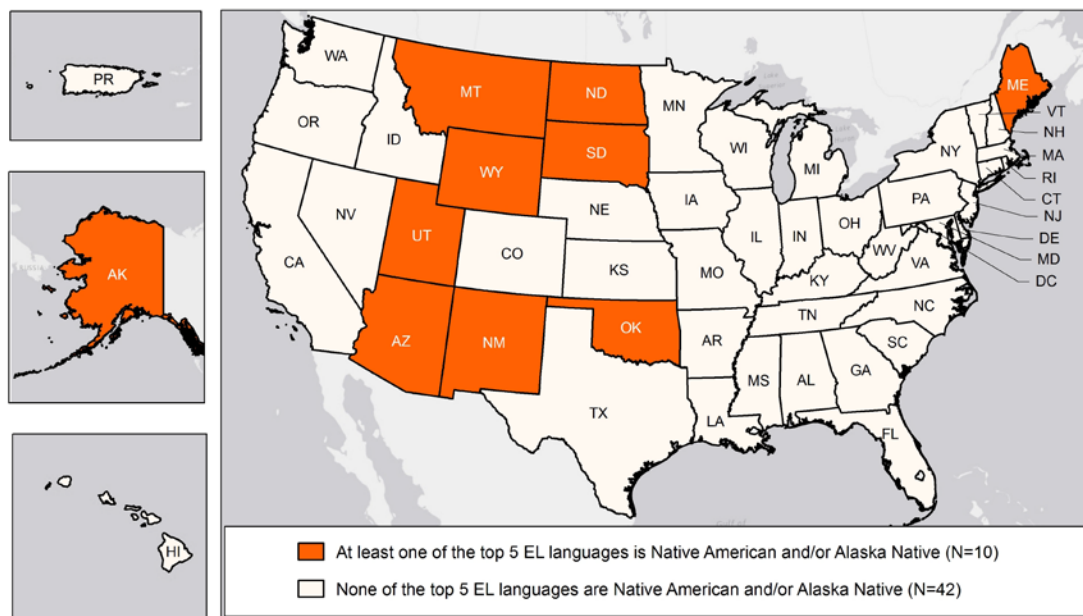 PR
AK
HI
WA
OR
CA
ID
NV
MT
WY
UT
AZ
NM
CO
ND
SD
NE
KS
OK
TX
MN
IA
MO
AR
LA
WI
IL
MI
IN
OH
KY
TN
MS
AL
GA
FL
SC
NC
VA
WV
PA
NY
ME
VT
NH
MA
RI
CT
NJ
DE
MD
DC
At least one of the top 5 EL languages is Native American and/or Alaska Native (N=10)
None of the top 5 EL languages are Native American and/or Alaska Native (N=42)